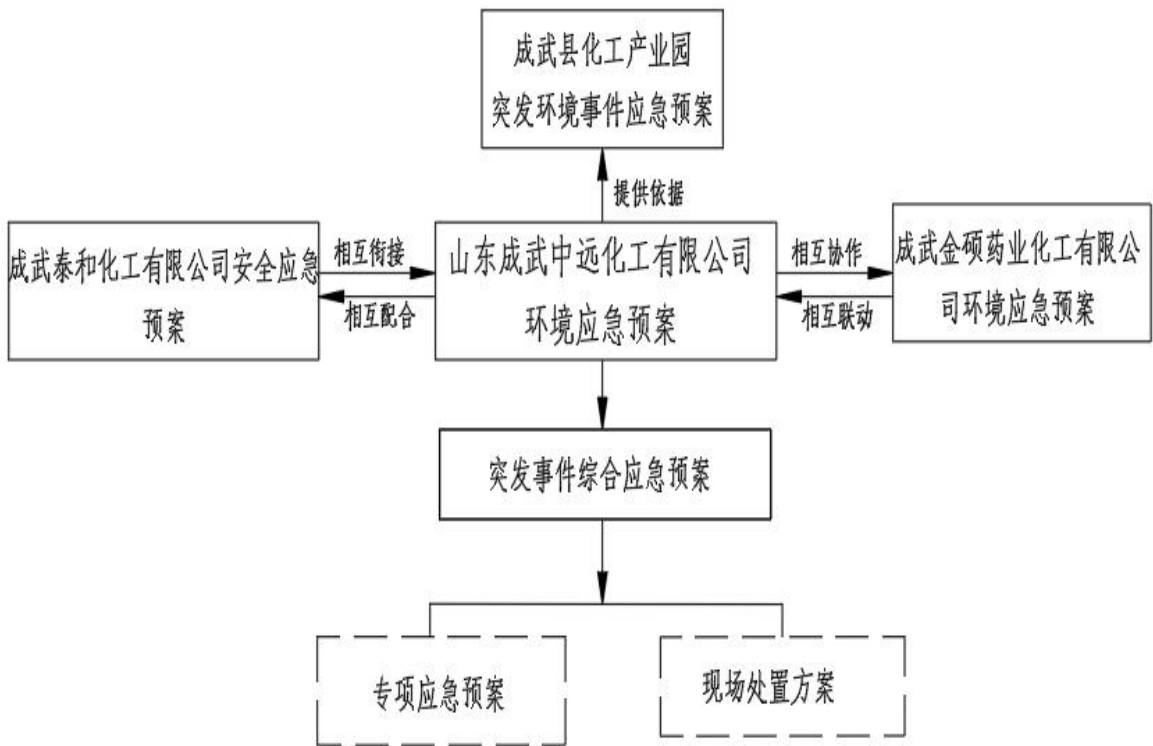 成武县化工产业园
突发环境事件应急预案
提供依据
成武泰和化工有限公司安全应急
预案
相互衔接
相互配合
山东成武中远化工有限公司
环境应急预案
相互协作
相互联动
成武金硕药业化工有限公
司环境应急预案
突发事件综合应急预案
专项应急预案
现场处置方案